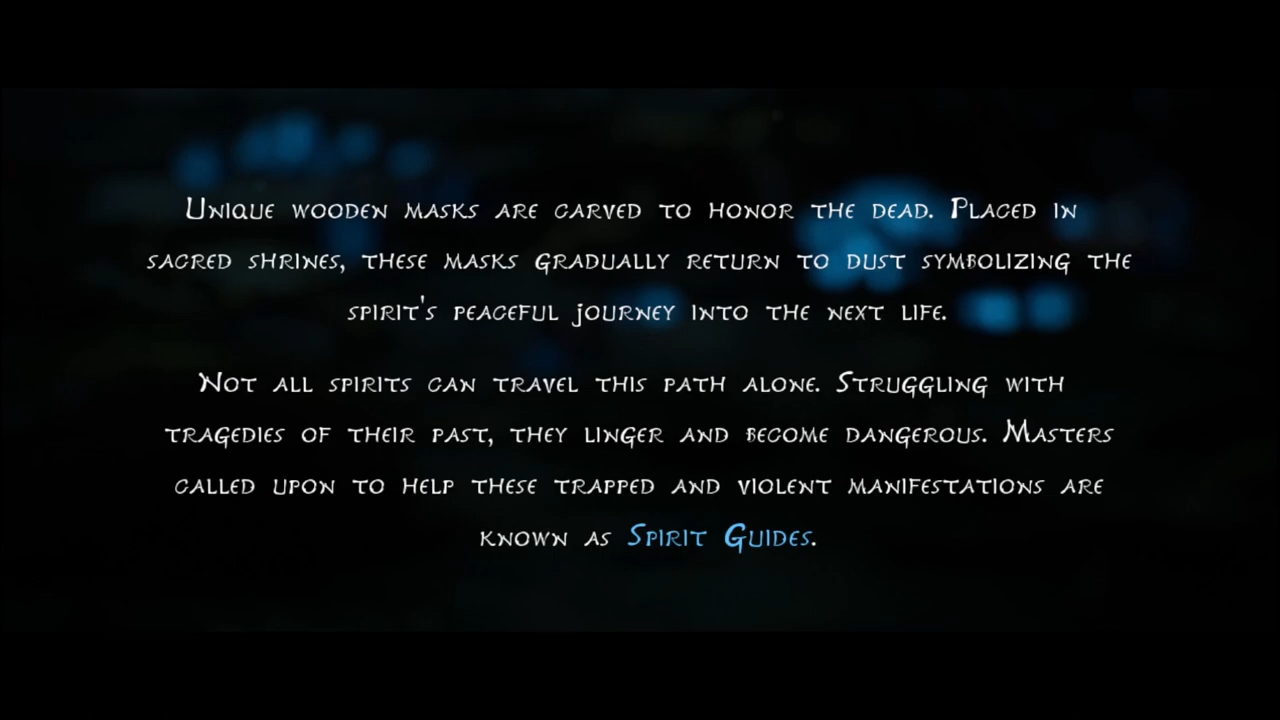 Unique wooden masks are carved to honor the dead. Placed in
sacred shrines, these masks gradually return to dust symbolizing the
spirit's peaceful journey into the next life.
Not all spirits can travel this path alone. Struggling with
tragedies of their past, they linger and become dangerous. Masters
called upon to help these trapped and violent manifestations are
known as Spirit Guides.